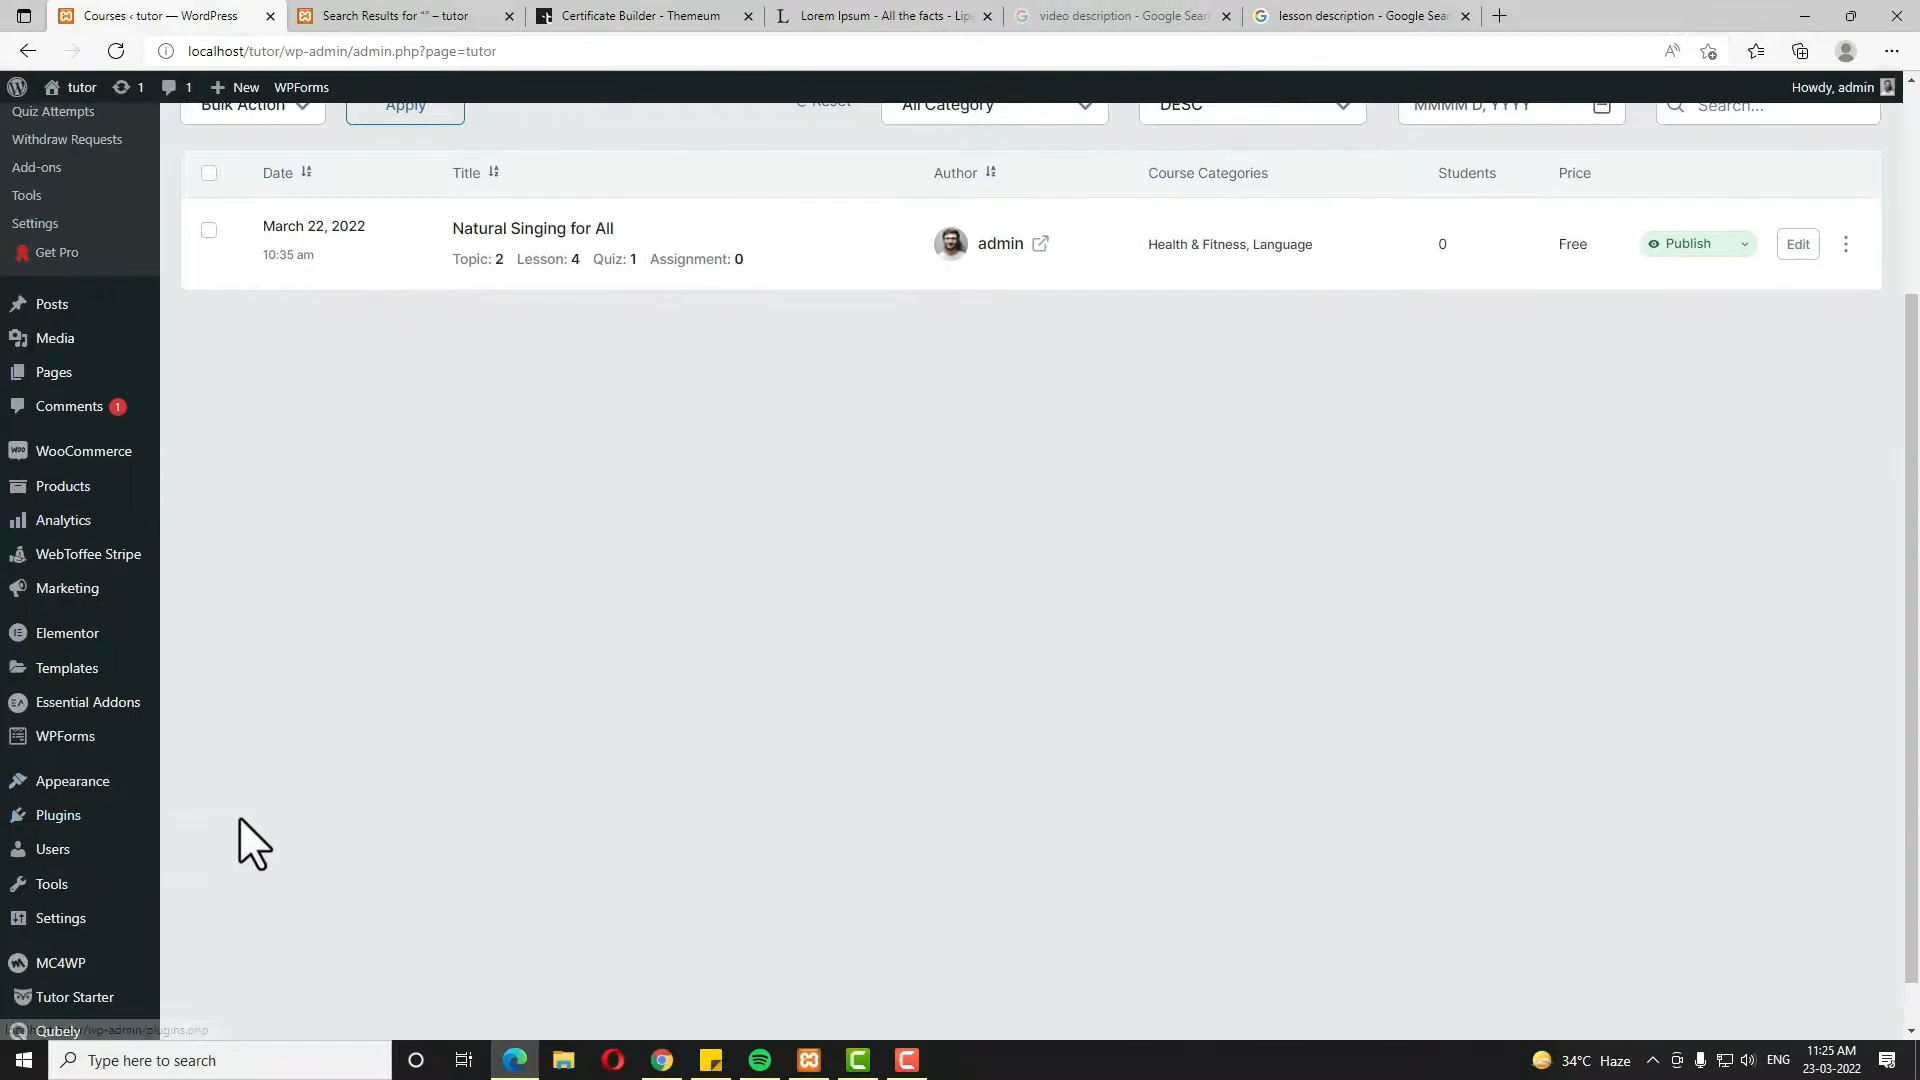 Courses ‹ tutor — WordPress
Search Results for “” – tutor
Certificate Builder - Themeum
Lorem Ipsum - All the facts - Lip
video description - Google Sear
lesson description - Google Sear
localhost/tutor/wp-admin/admin.php?page=tutor
tutor 1 1 New WPForms Howdy, admin
Quiz Attempts
Withdraw Requests
Add-ons
Tools
Settings
Get Pro
Posts
Media
Pages
Comments 1
WooCommerce
Products
Analytics
WebToffee Stripe
Marketing
Elementor
Templates
Essential Addons
WPForms
Appearance
Plugins
Users
Tools
Settings
MC4WP
Tutor Starter
Qubely
Bulk Action Apply Reset All Category DESC MMMM D, YYYY Search...
Date Title Author Course Categories Students Price
March 22, 2022
10:35 am
Natural Singing for All
Topic: 2 Lesson: 4 Quiz: 1 Assignment: 0
admin
Health & Fitness, Language
0
Free
Publish
Edit
Type here to search
34°C Haze
ENG
11:25 AM
23-03-2022